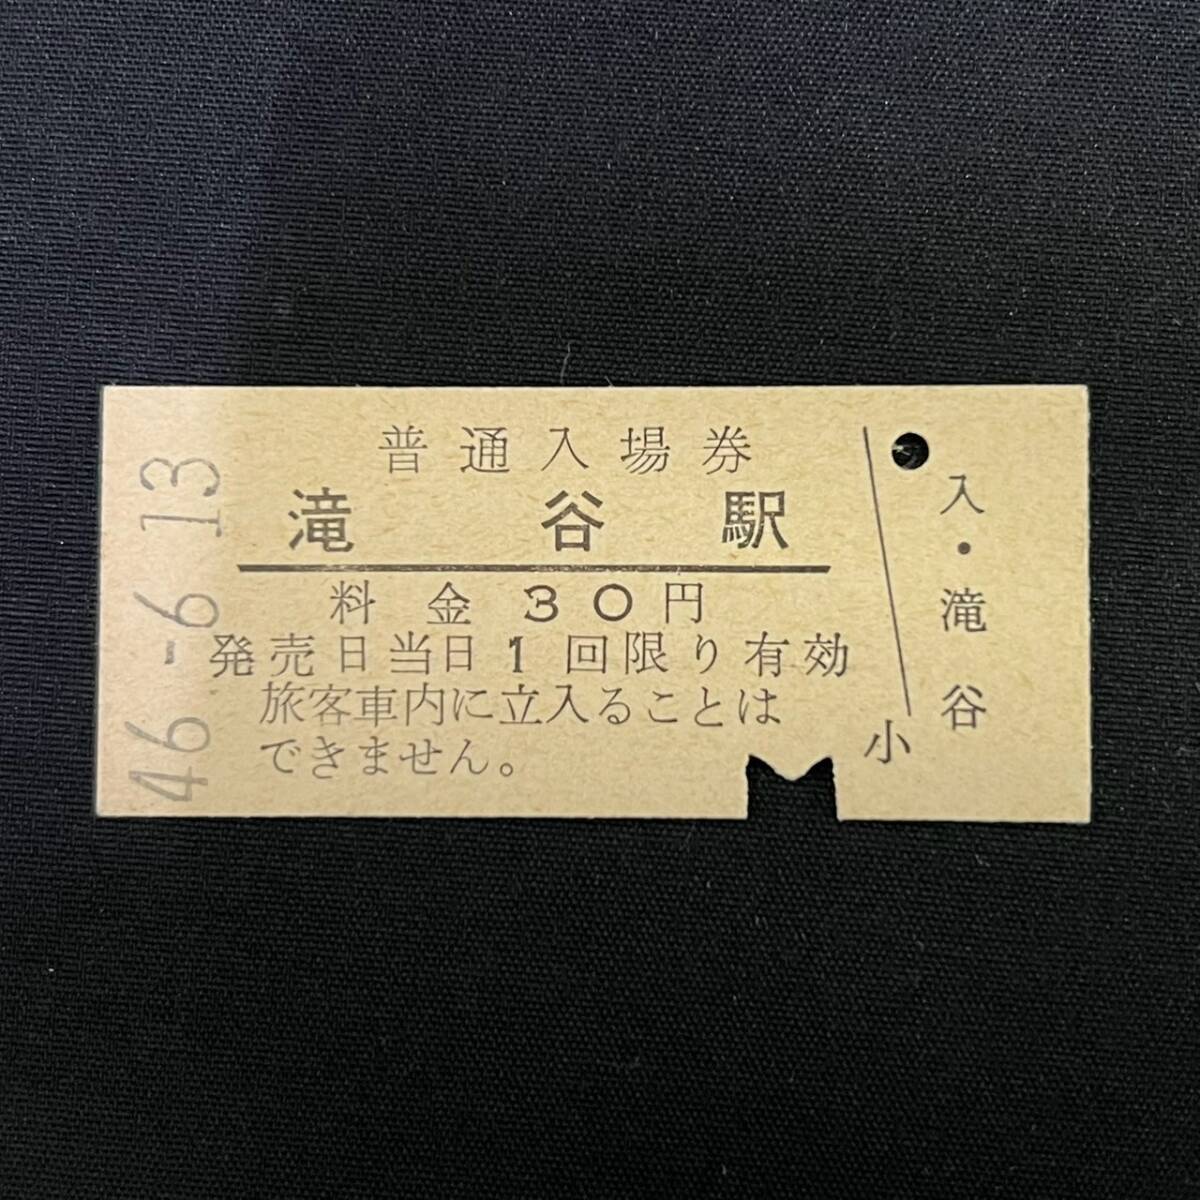 普通入場券
滝谷駅
料金30円
発売日当日1回限り有効
旅客車内に立入ることは
できません。
46-6.13
小
入・滝谷